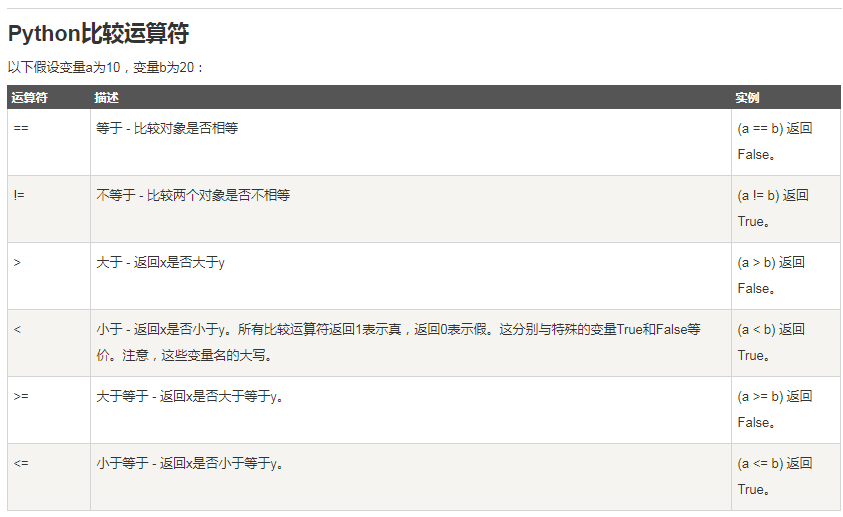 Python比较运算符
以下假设变量a为10，变量b为20：
运算符 描述 实例
== 等于 - 比较对象是否相等 (a == b) 返回
False。
!= 不等于 - 比较两个对象是否不相等 (a != b) 返回
True。
> 大于 - 返回x是否大于y (a > b) 返回
False。
< 小于 - 返回x是否小于y。所有比较运算符返回1表示真，返回0表示假。这分别与特殊的变量True和False等 (a < b) 返回
价。注意，这些变量名的大写。 True。
>= 大于等于 - 返回x是否大于等于y。 (a >= b) 返回
False。
<= 小于等于 - 返回x是否小于等于y。 (a <= b) 返回
True。